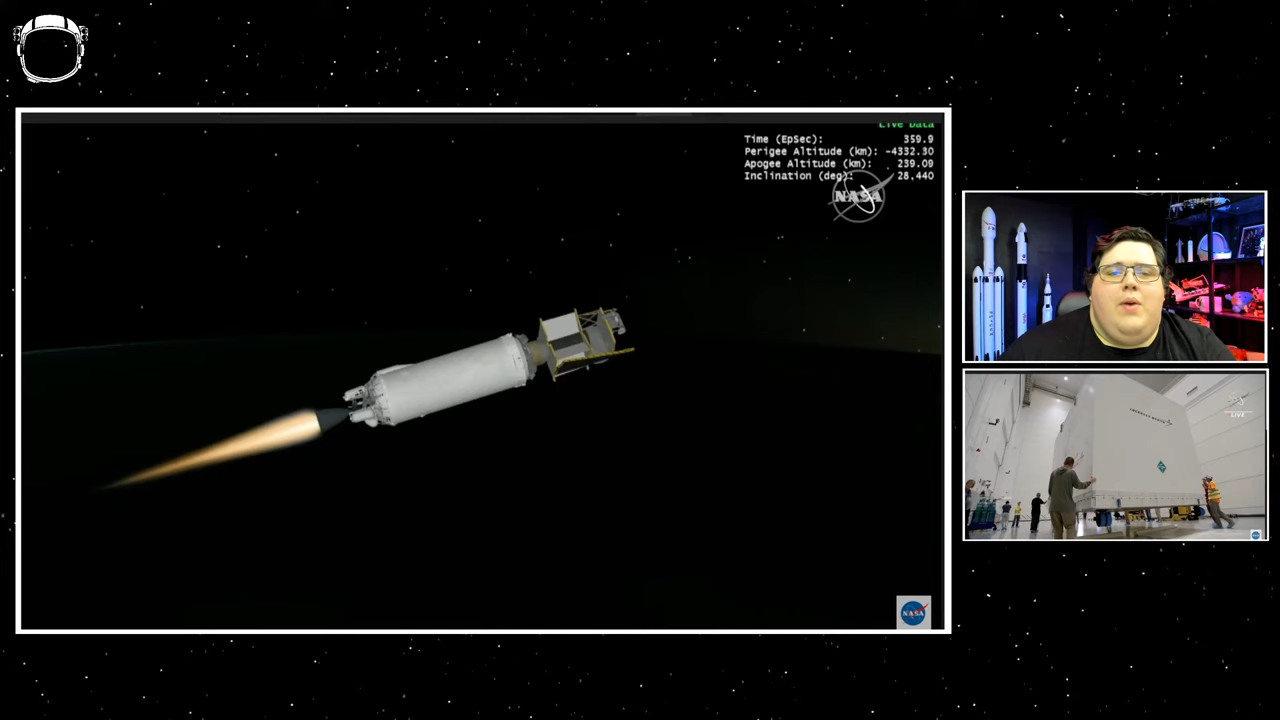 Live Data
Time (EpSec): 359.9
Perigee Altitude (km): -4332.30
Apogee Altitude (km): 239.09
Inclination (deg): 28.440
NASA
NASA
LIVE